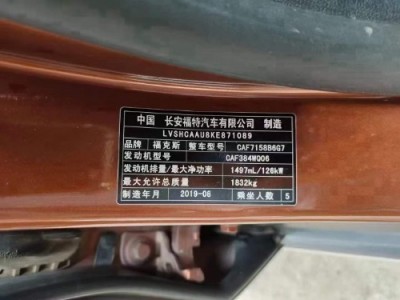 中国 长安福特汽车有限公司 制造
LVSHCAAU8KE871089
品牌 福克斯 整车型号 CAF7158B6G7
发动机型号 CAF384WQ06
发动机排量/最大净功率 1497mL/126kW
最大允许总质量 1832kg
制造年月 2019-06 乘坐人数 5